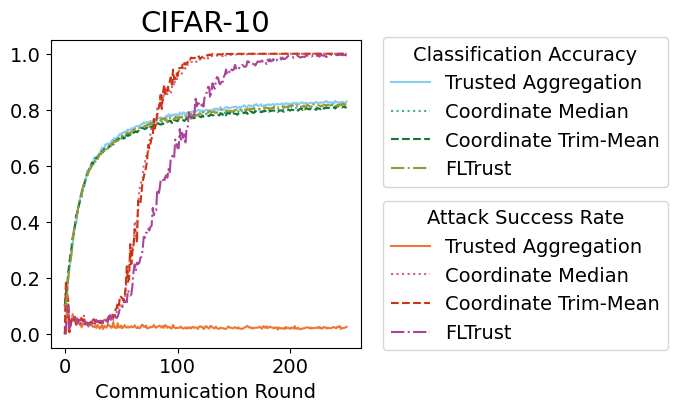 CIFAR-10
1.0
0.8
0.6
0.4
0.2
0.0
0
100
200
Communication Round
Classification Accuracy
Trusted Aggregation
Coordinate Median
Coordinate Trim-Mean
FLTrust
Attack Success Rate
Trusted Aggregation
Coordinate Median
Coordinate Trim-Mean
FLTrust